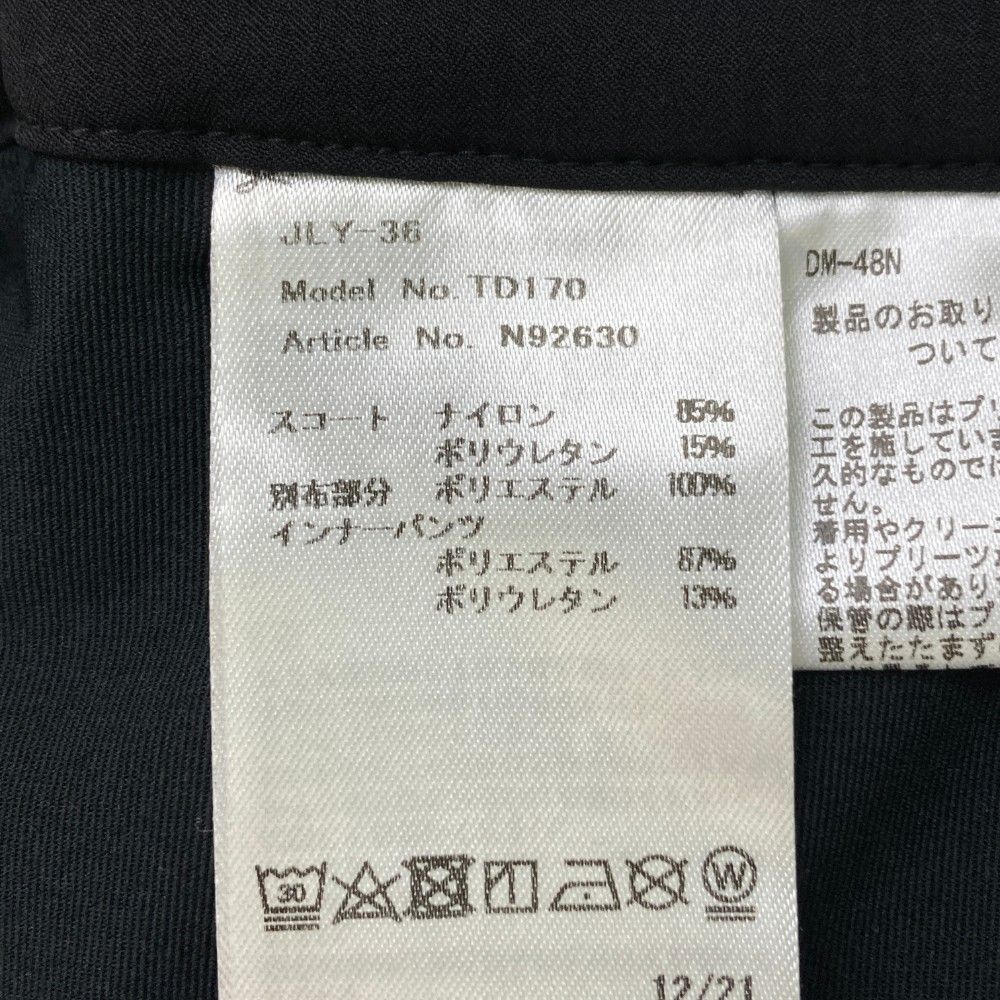 JLY-36
Model No. TD170
Article No. N92630
スコート ナイロン 85%
ポリウレタン 15%
別布部分 ポリエステル 100%
インナーパンツ
ポリエステル 87%
ポリウレタン 13%
30
W
12/21
DM-48N
製品のお取り
ついて
この製品はプリ
工を施していま
久的なものでは
せん。
着用やクリー
よりプリーツ
る場合があり
保管の際はプ
整えたたまず